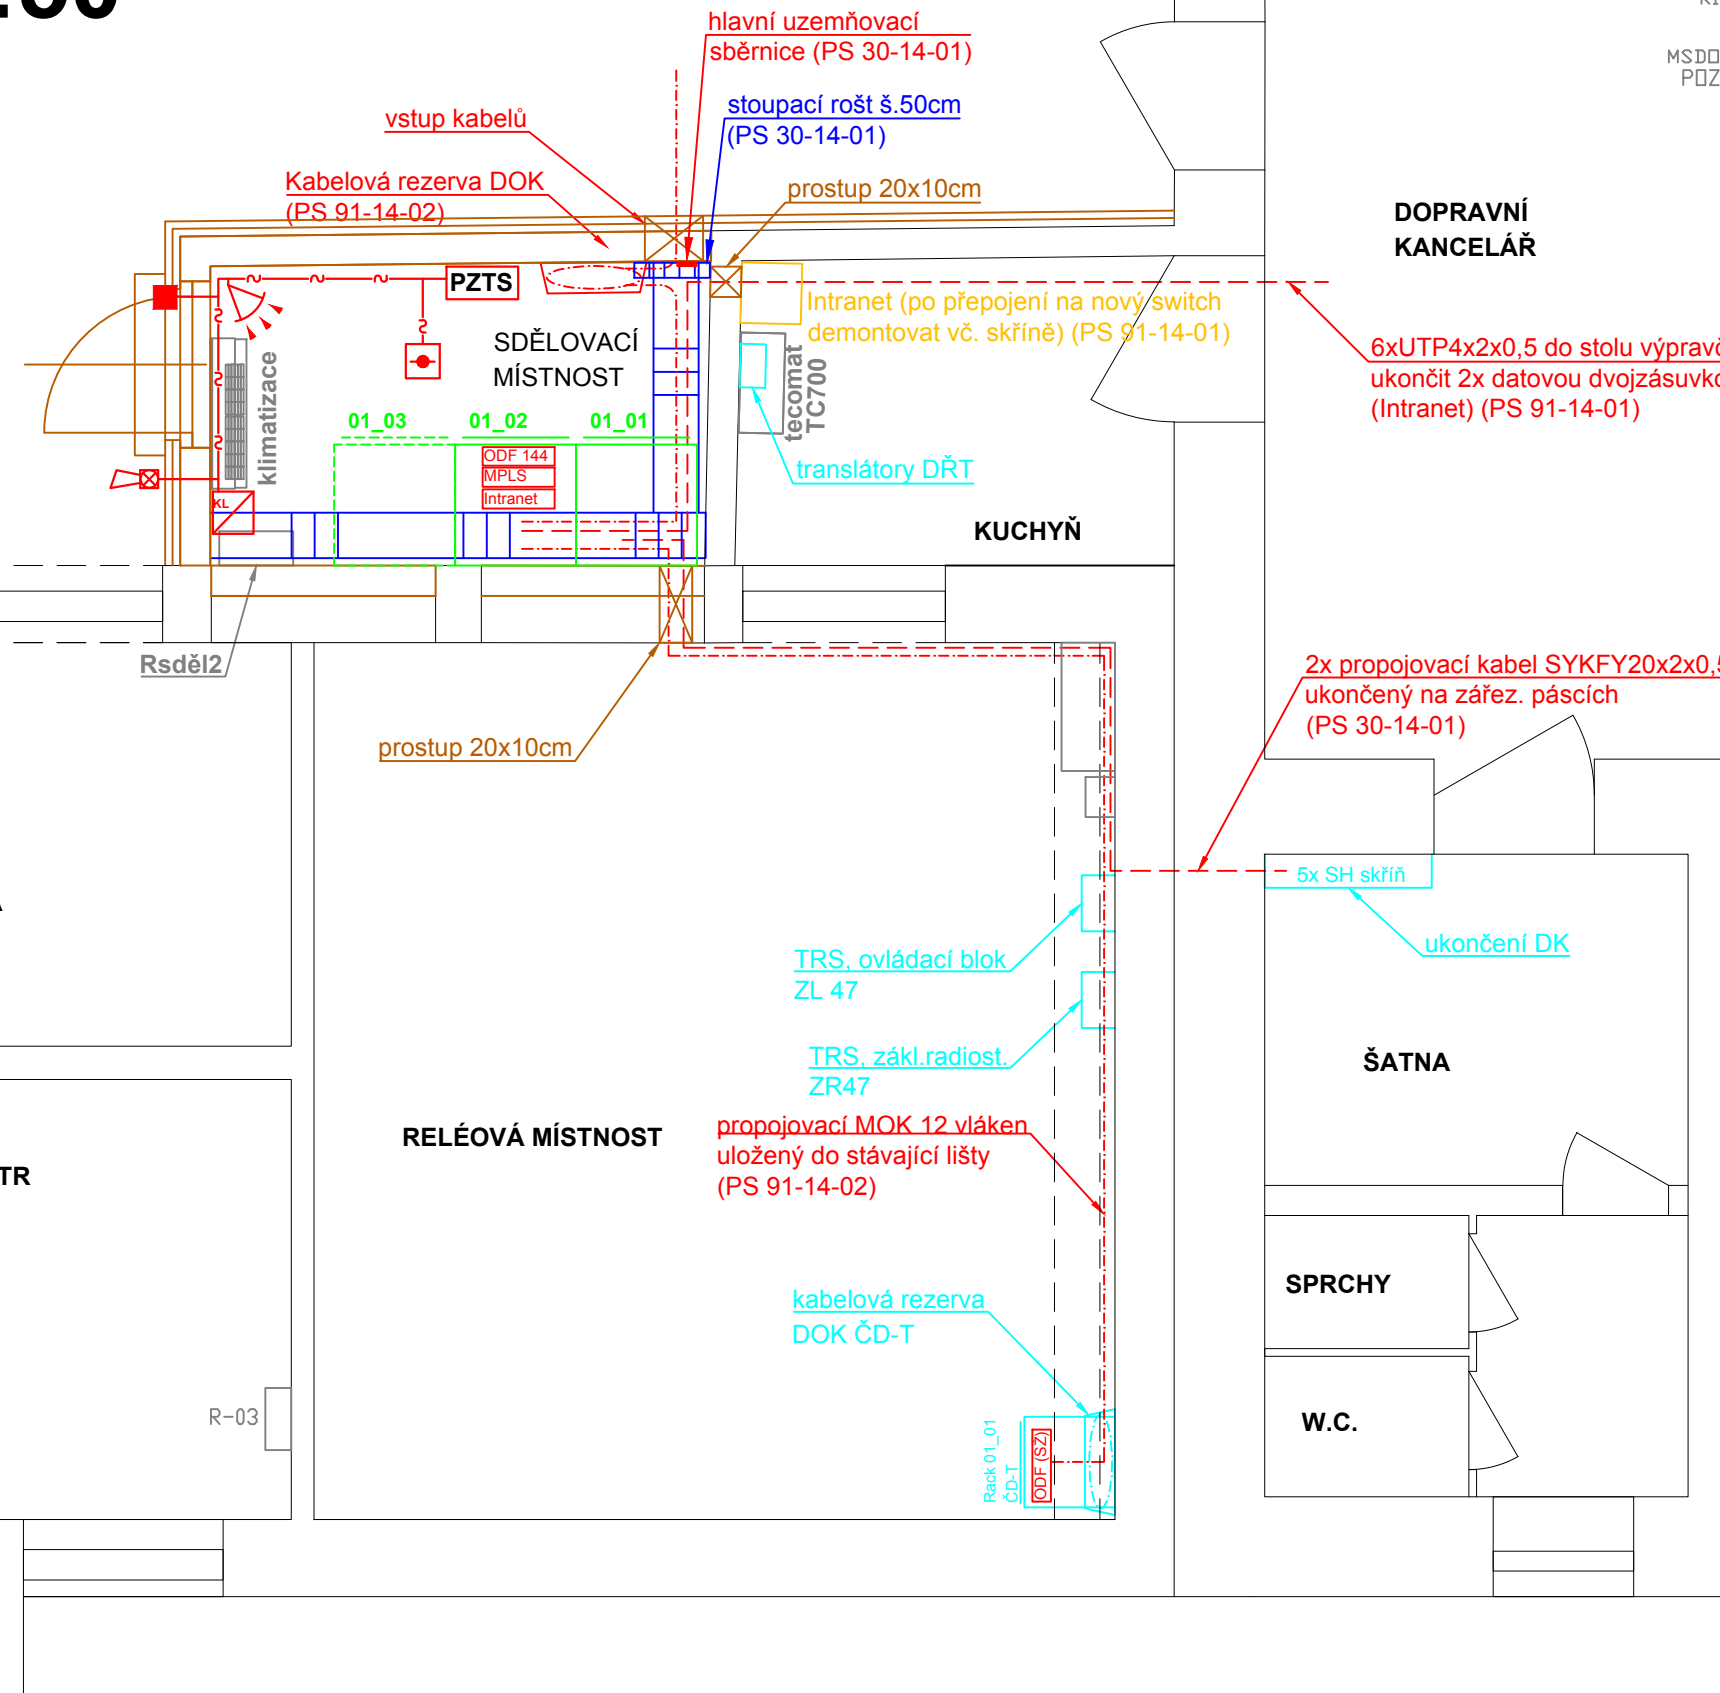 hlavní uzemňovací
sběrnice (PS 30-14-01)
MSDO
POZ
vstup kabelů
stoupací rošt š.50cm
(PS 30-14-01)
Kabelová rezerva DOK
(PS 91-14-02)
prostup 20x10cm
DOPRAVNÍ
KANCELÁŘ
PZTS
Intranet (po přepojení na nový switch
demontovat vč. skříně) (PS 91-14-01)
SDĚLOVACÍ
MÍSTNOST
6xUTP4x2x0,5 do stolu výpravč
ukončit 2x datovou dvojzásuvko
(Intranet) (PS 91-14-01)
klimatizace
tecomat
TC700
01_03
01_02
01_01
ODF 144
MPLS
Intranet
translátory DŘT
KL
KUCHYŇ
Rsděl2
2x propojovací kabel SYKFY20x2x0,5
ukončený na zářez. páscích
(PS 30-14-01)
prostup 20x10cm
5x SH skříň
ukončení DK
TRS, ovládací blok
ZL 47
TRS, zákl.radiost.
ZR47
ŠATNA
propojovací MOK 12 vláken
uložený do stávající lišty
(PS 91-14-02)
RELÉOVÁ MÍSTNOST
TR
SPRCHY
kabelová rezerva
DOK ČD-T
R-03
W.C.
Rack 01_01
ČD-T
ODF (SŽ)